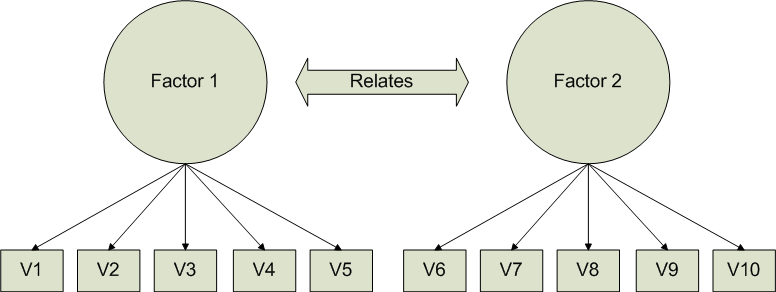 Factor 1
Relates
Factor 2
V1
V2
V3
V4
V5
V6
V7
V8
V9
V10